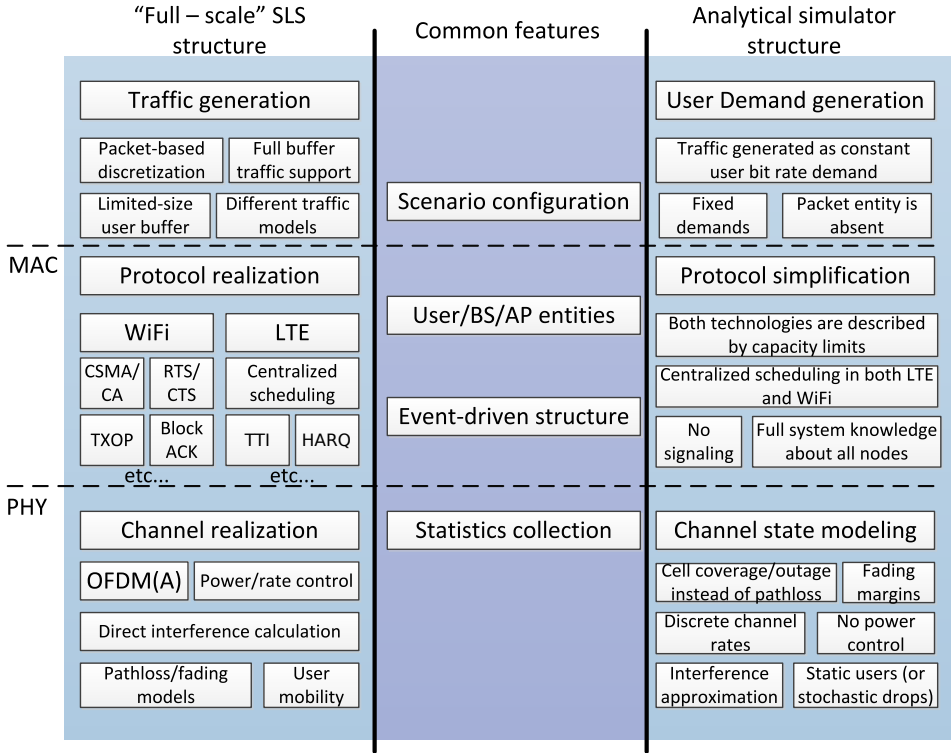 “Full – scale” SLS
structure
Common features
Analytical simulator
structure
Traffic generation
Packet-based
discretization
Full buffer
traffic support
Limited-size
user buffer
Different traffic
models
Scenario configuration
User Demand generation
Traffic generated as constant
user bit rate demand
Fixed
demands
Packet entity is
absent
MAC
Protocol realization
WiFi
LTE
CSMA/
CA
RTS/
CTS
Centralized
scheduling
TXOP
Block
ACK
TTI
HARQ
etc...
etc...
User/BS/AP entities
Event-driven structure
Protocol simplification
Both technologies are described
by capacity limits
Centralized scheduling in both LTE
and WiFi
No
signaling
Full system knowledge
about all nodes
PHY
Channel realization
OFDM(A)
Power/rate control
Direct interference calculation
Pathloss/fading
models
User
mobility
Statistics collection
Channel state modeling
Cell coverage/outage
instead of pathloss
Fading
margins
Discrete channel
rates
No power
control
Interference
approximation
Static users (or
stochastic drops)